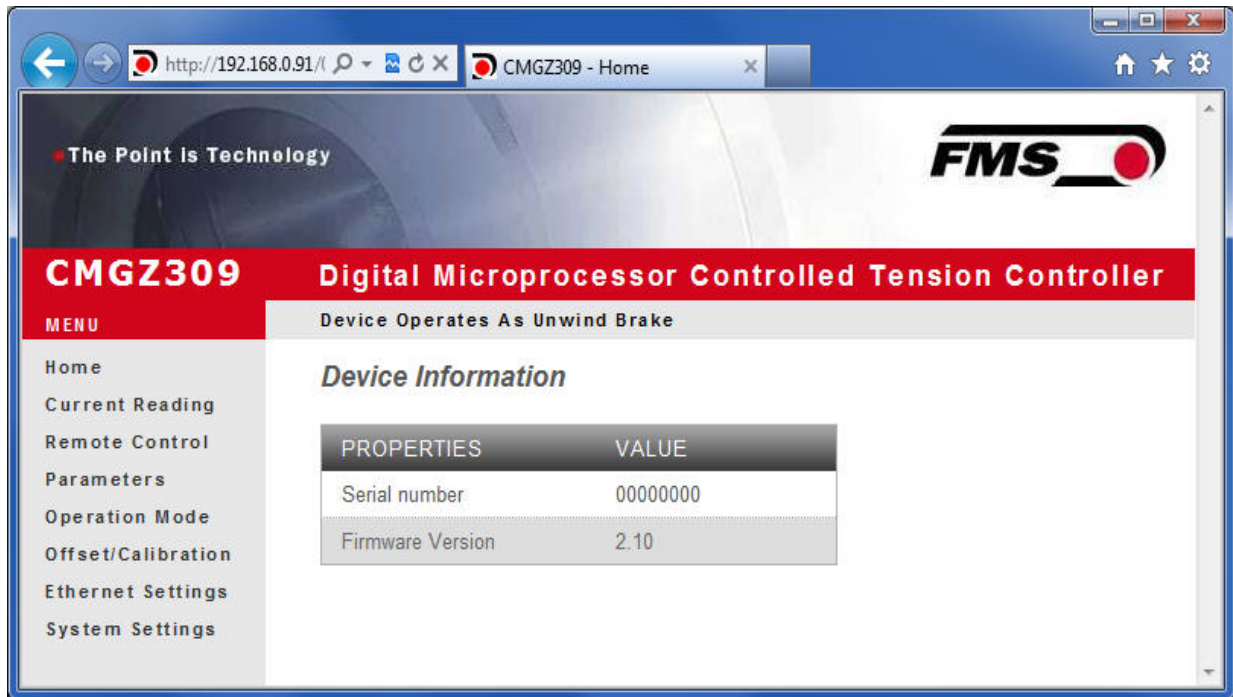 http://192.168.0.91/(
CMGZ309 - Home
The Point is Technology
FMS
CMGZ309
Digital Microprocessor Controlled Tension Controller
MENU
Device Operates As Unwind Brake
Home
Current Reading
Remote Control
Parameters
Operation Mode
Offset/Calibration
Ethernet Settings
System Settings
Device Information
PROPERTIES VALUE
Serial number 00000000
Firmware Version 2.10